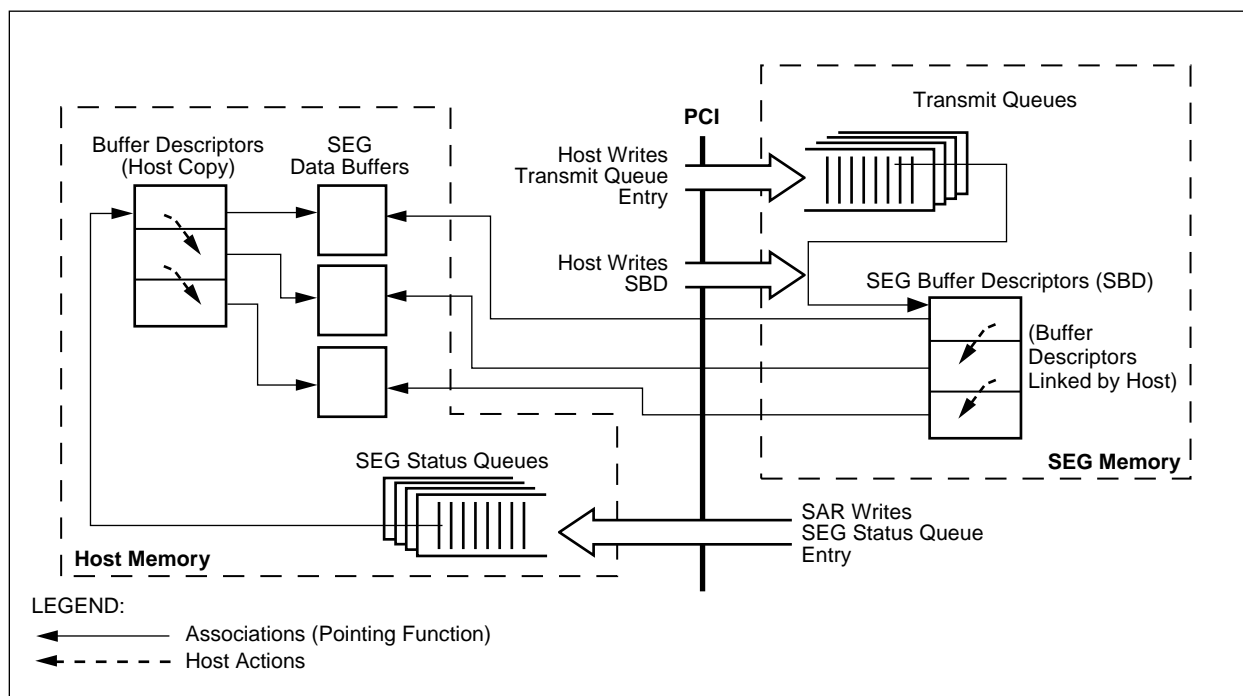 Transmit Queues
PCI
Buffer Descriptors
(Host Copy)
SEG
Data Buffers
Host Writes
Transmit Queue
Entry
Host Writes
SBD
SEG Buffer Descriptors (SBD)
(Buffer
Descriptors
Linked by Host)
SEG Memory
SEG Status Queues
SAR Writes
SEG Status Queue
Entry
Host Memory
LEGEND:
Associations (Pointing Function)
Host Actions